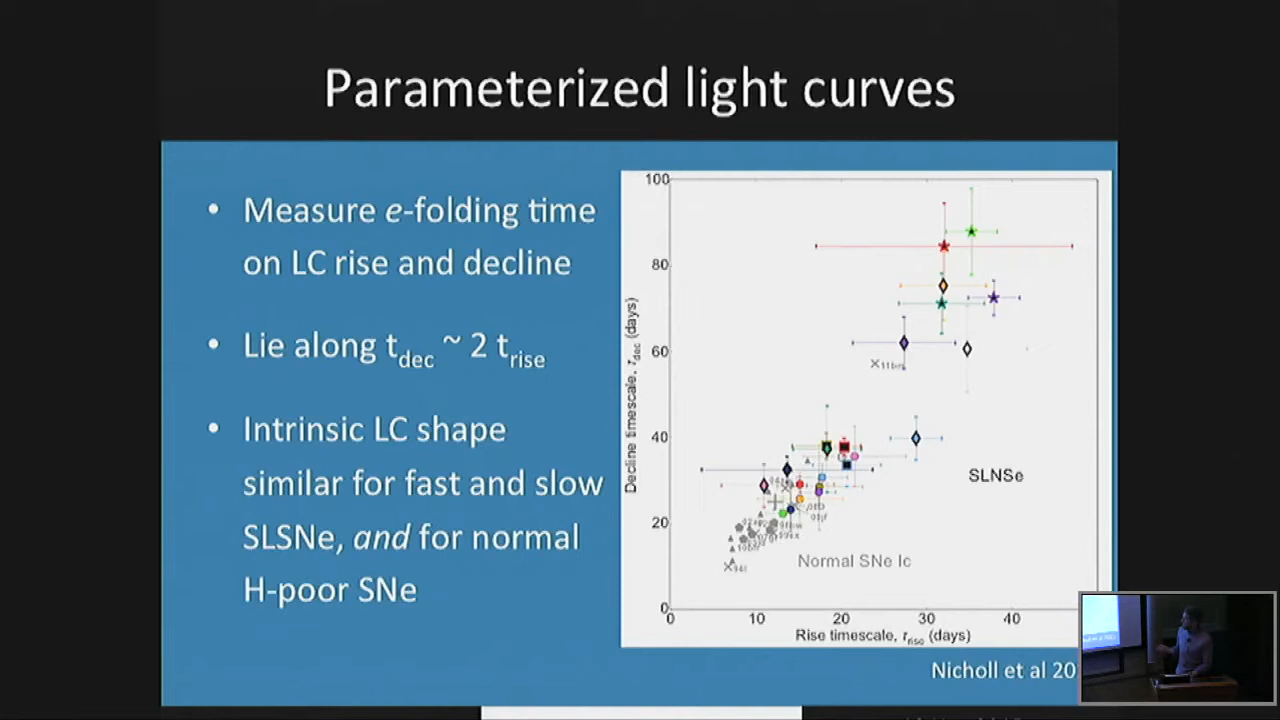 Parameterized light curves
• Measure e-folding time
on LC rise and decline
• Lie along tdec ~ 2 trise
• Intrinsic LC shape
similar for fast and slow
SLSNe, and for normal
H-poor SNe
100
80
60
40
20
0
Decline timescale, τdec (days)
11bm
94I
SLNSe
Normal SNe Ic
0 10 20 30 40
Rise timescale, τrise (days)
Nicholl et al 20